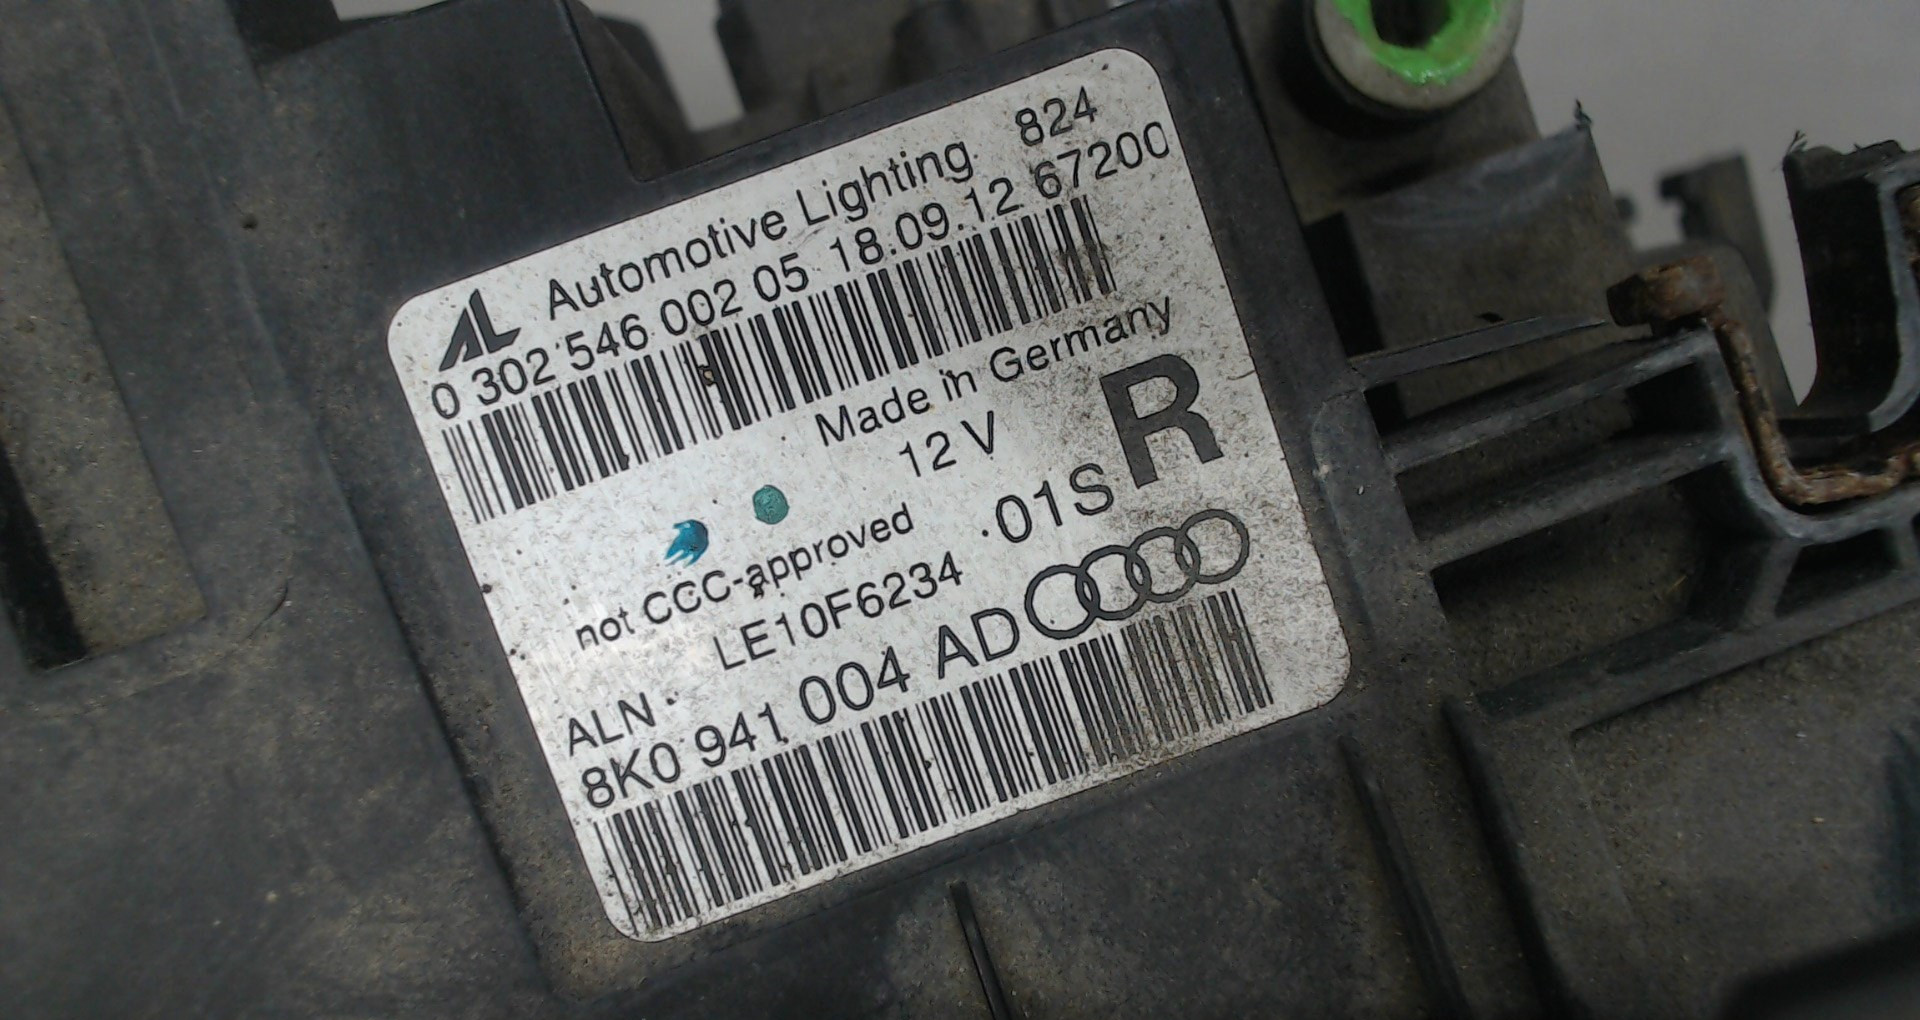 AL Automotive Lighting 824
0 302 546 002 05 18.09.12 67200
Made in Germany
12 V
R
not CCC-approved
LE10F6234 01S
ALN
8K0 941 004 AD